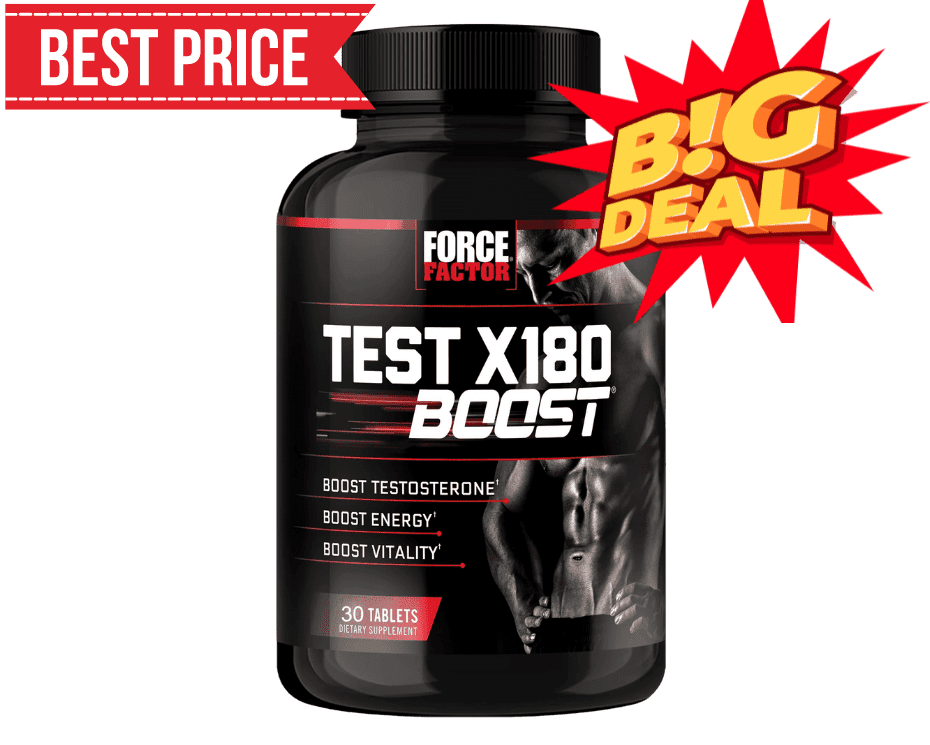 BEST PRICE
B!G
DEAL
FORCE
FACTOR®
TEST X180
BOOST®
BOOST TESTOSTERONE†
BOOST ENERGY†
BOOST VITALITY†
30 TABLETS
DIETARY SUPPLEMENT